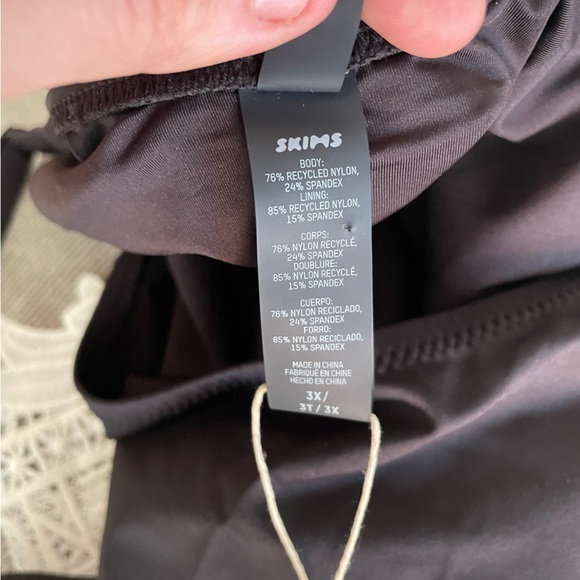 SKIMS
BODY:
76% RECYCLED NYLON,
24% SPANDEX
LINING:
85% RECYCLED NYLON,
15% SPANDEX
CORPS:
76% NYLON RECYCLÉ,
24% SPANDEX
DOUBLURE:
85% NYLON RECYCLÉ,
15% SPANDEX
CUERPO:
76% NYLON RECICLADO,
24% SPANDEX
FORRO:
85% NYLON RECICLADO,
15% SPANDEX
MADE IN CHINA
FABRIQUÉ EN CHINE
HECHO EN CHINA
3X/
3T / 3X